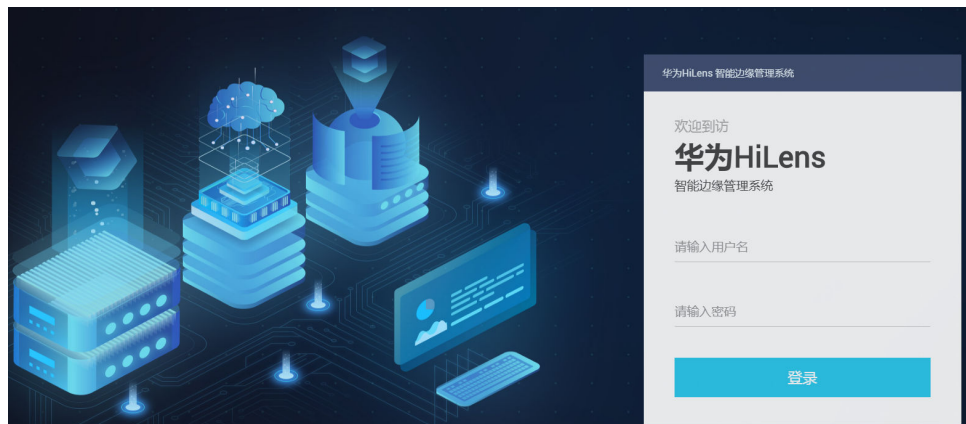 华为HiLens 智能边缘管理系统
欢迎到访
华为HiLens
智能边缘管理系统
请输入用户名
请输入密码
登录